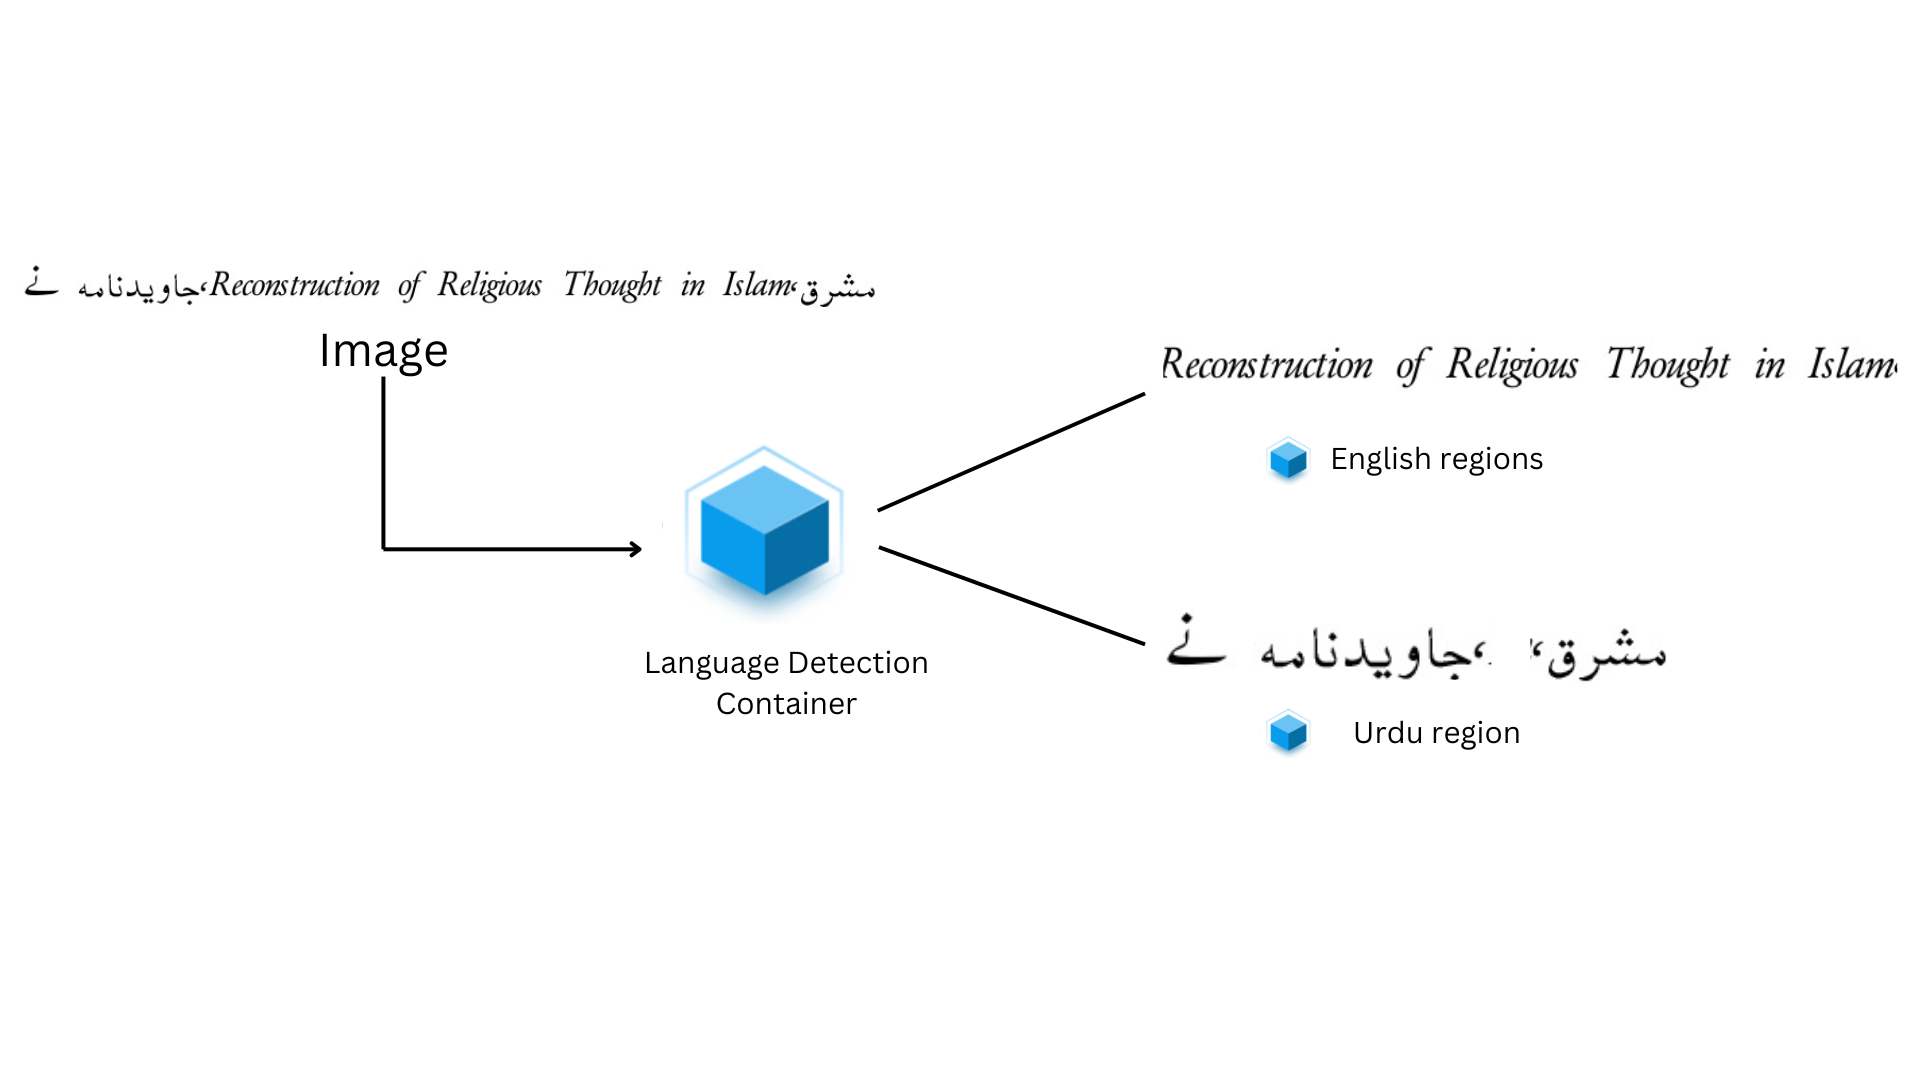 مشرق،Reconstruction of Religious Thought in Islam،جاویدنامہ نے
Image
Language Detection
Container
Reconstruction of Religious Thought in Islam
English regions
مشرق، ،جاویدنامہ نے
Urdu region